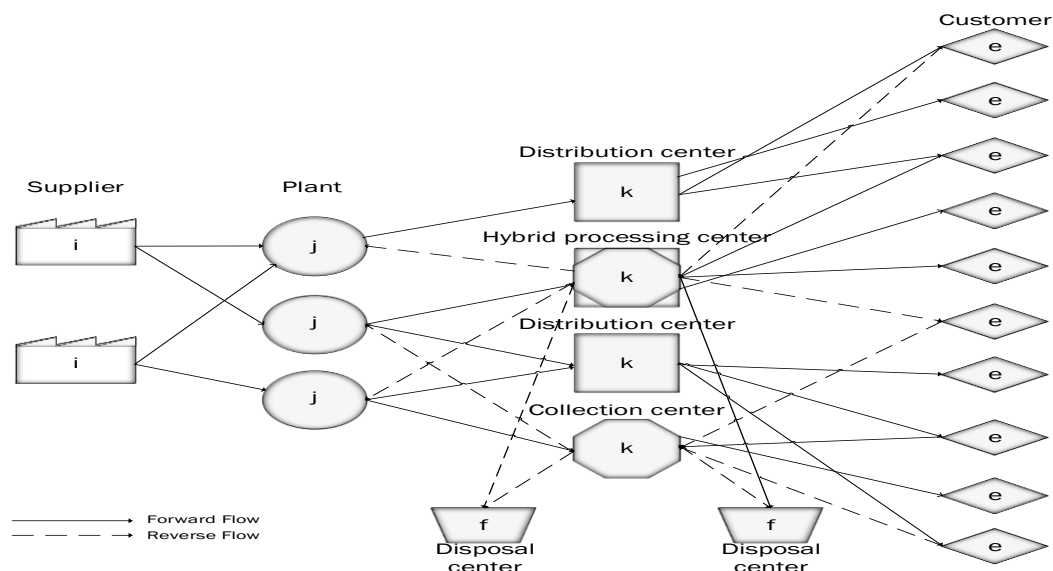 Customer
e
e
Distribution center
e
Supplier
Plant
k
e
Hybrid processing center
i
j
e
k
Distribution center
j
e
i
k
e
j
Collection center
e
k
e
f
f
Forward Flow
Reverse Flow
e
Disposal
center
Disposal
center